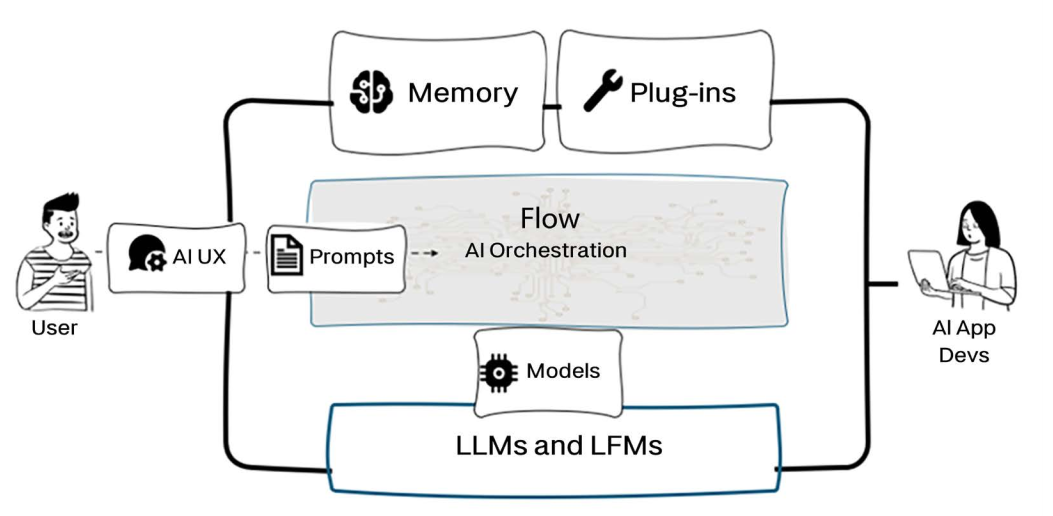 Memory
Plug-ins
Flow
AI Orchestration
AI UX
Prompts
User
AI App
Devs
Models
LLMs and LFMs